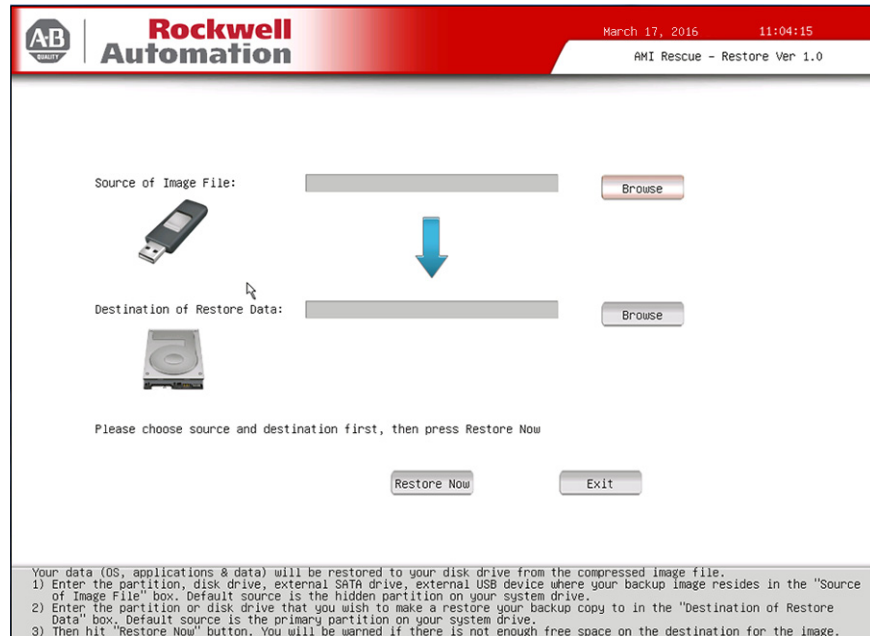 AB
QUALITY
Rockwell
Automation
March 17, 2016 11:04:15
AMI Rescue - Restore Ver 1.0
Source of Image File:
Browse
Destination of Restore Data:
Browse
Please choose source and destination first, then press Restore Now
Restore Now
Exit
Your data (OS, applications & data) will be restored to your disk drive from the compressed image file.
1) Enter the partition, disk drive, external SATA drive, external USB device where your backup image resides in the "Source
of Image File" box. Default source is the hidden partition on your system drive.
2) Enter the partition or disk drive that you wish to make a restore your backup copy to in the "Destination of Restore
Data" box. Default source is the primary partition on your system drive.
3) Then hit "Restore Now" button. You will be warned if there is not enough free space on the destination for the image.